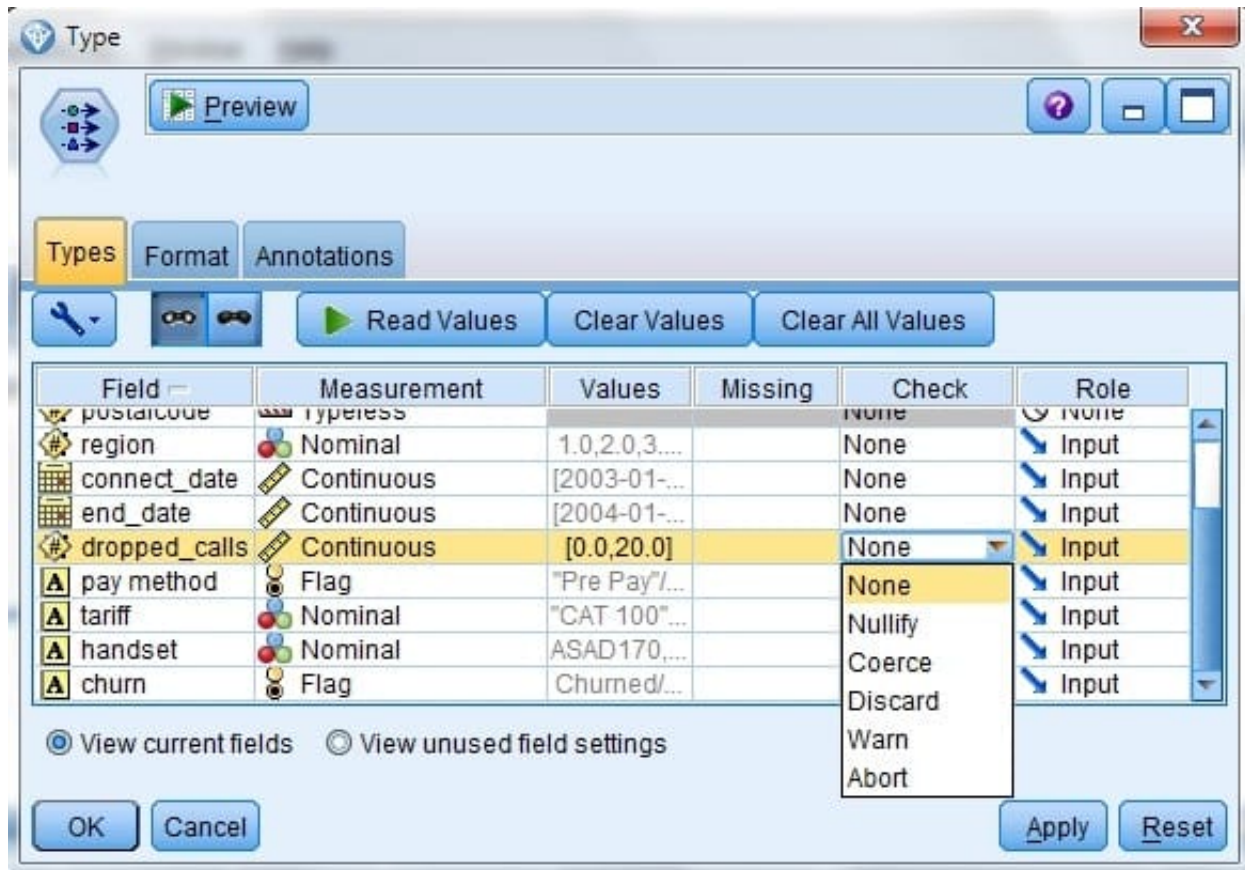 Type
Preview
Types Format Annotations
Read Values Clear Values Clear All Values
Field Measurement Values Missing Check Role
postalcode Typeless None None
region Nominal 1.0,2.0,3.... None Input
connect_date Continuous [2003-01-... None Input
end_date Continuous [2004-01-... None Input
dropped_calls Continuous [0.0,20.0] None Input
pay method Flag "Pre Pay"/... None Input
tariff Nominal "CAT 100"... Nullify Input
handset Nominal ASAD170,... Coerce Input
churn Flag Churned/... Discard Input
View current fields View unused field settings Warn
Abort
OK Cancel Apply Reset